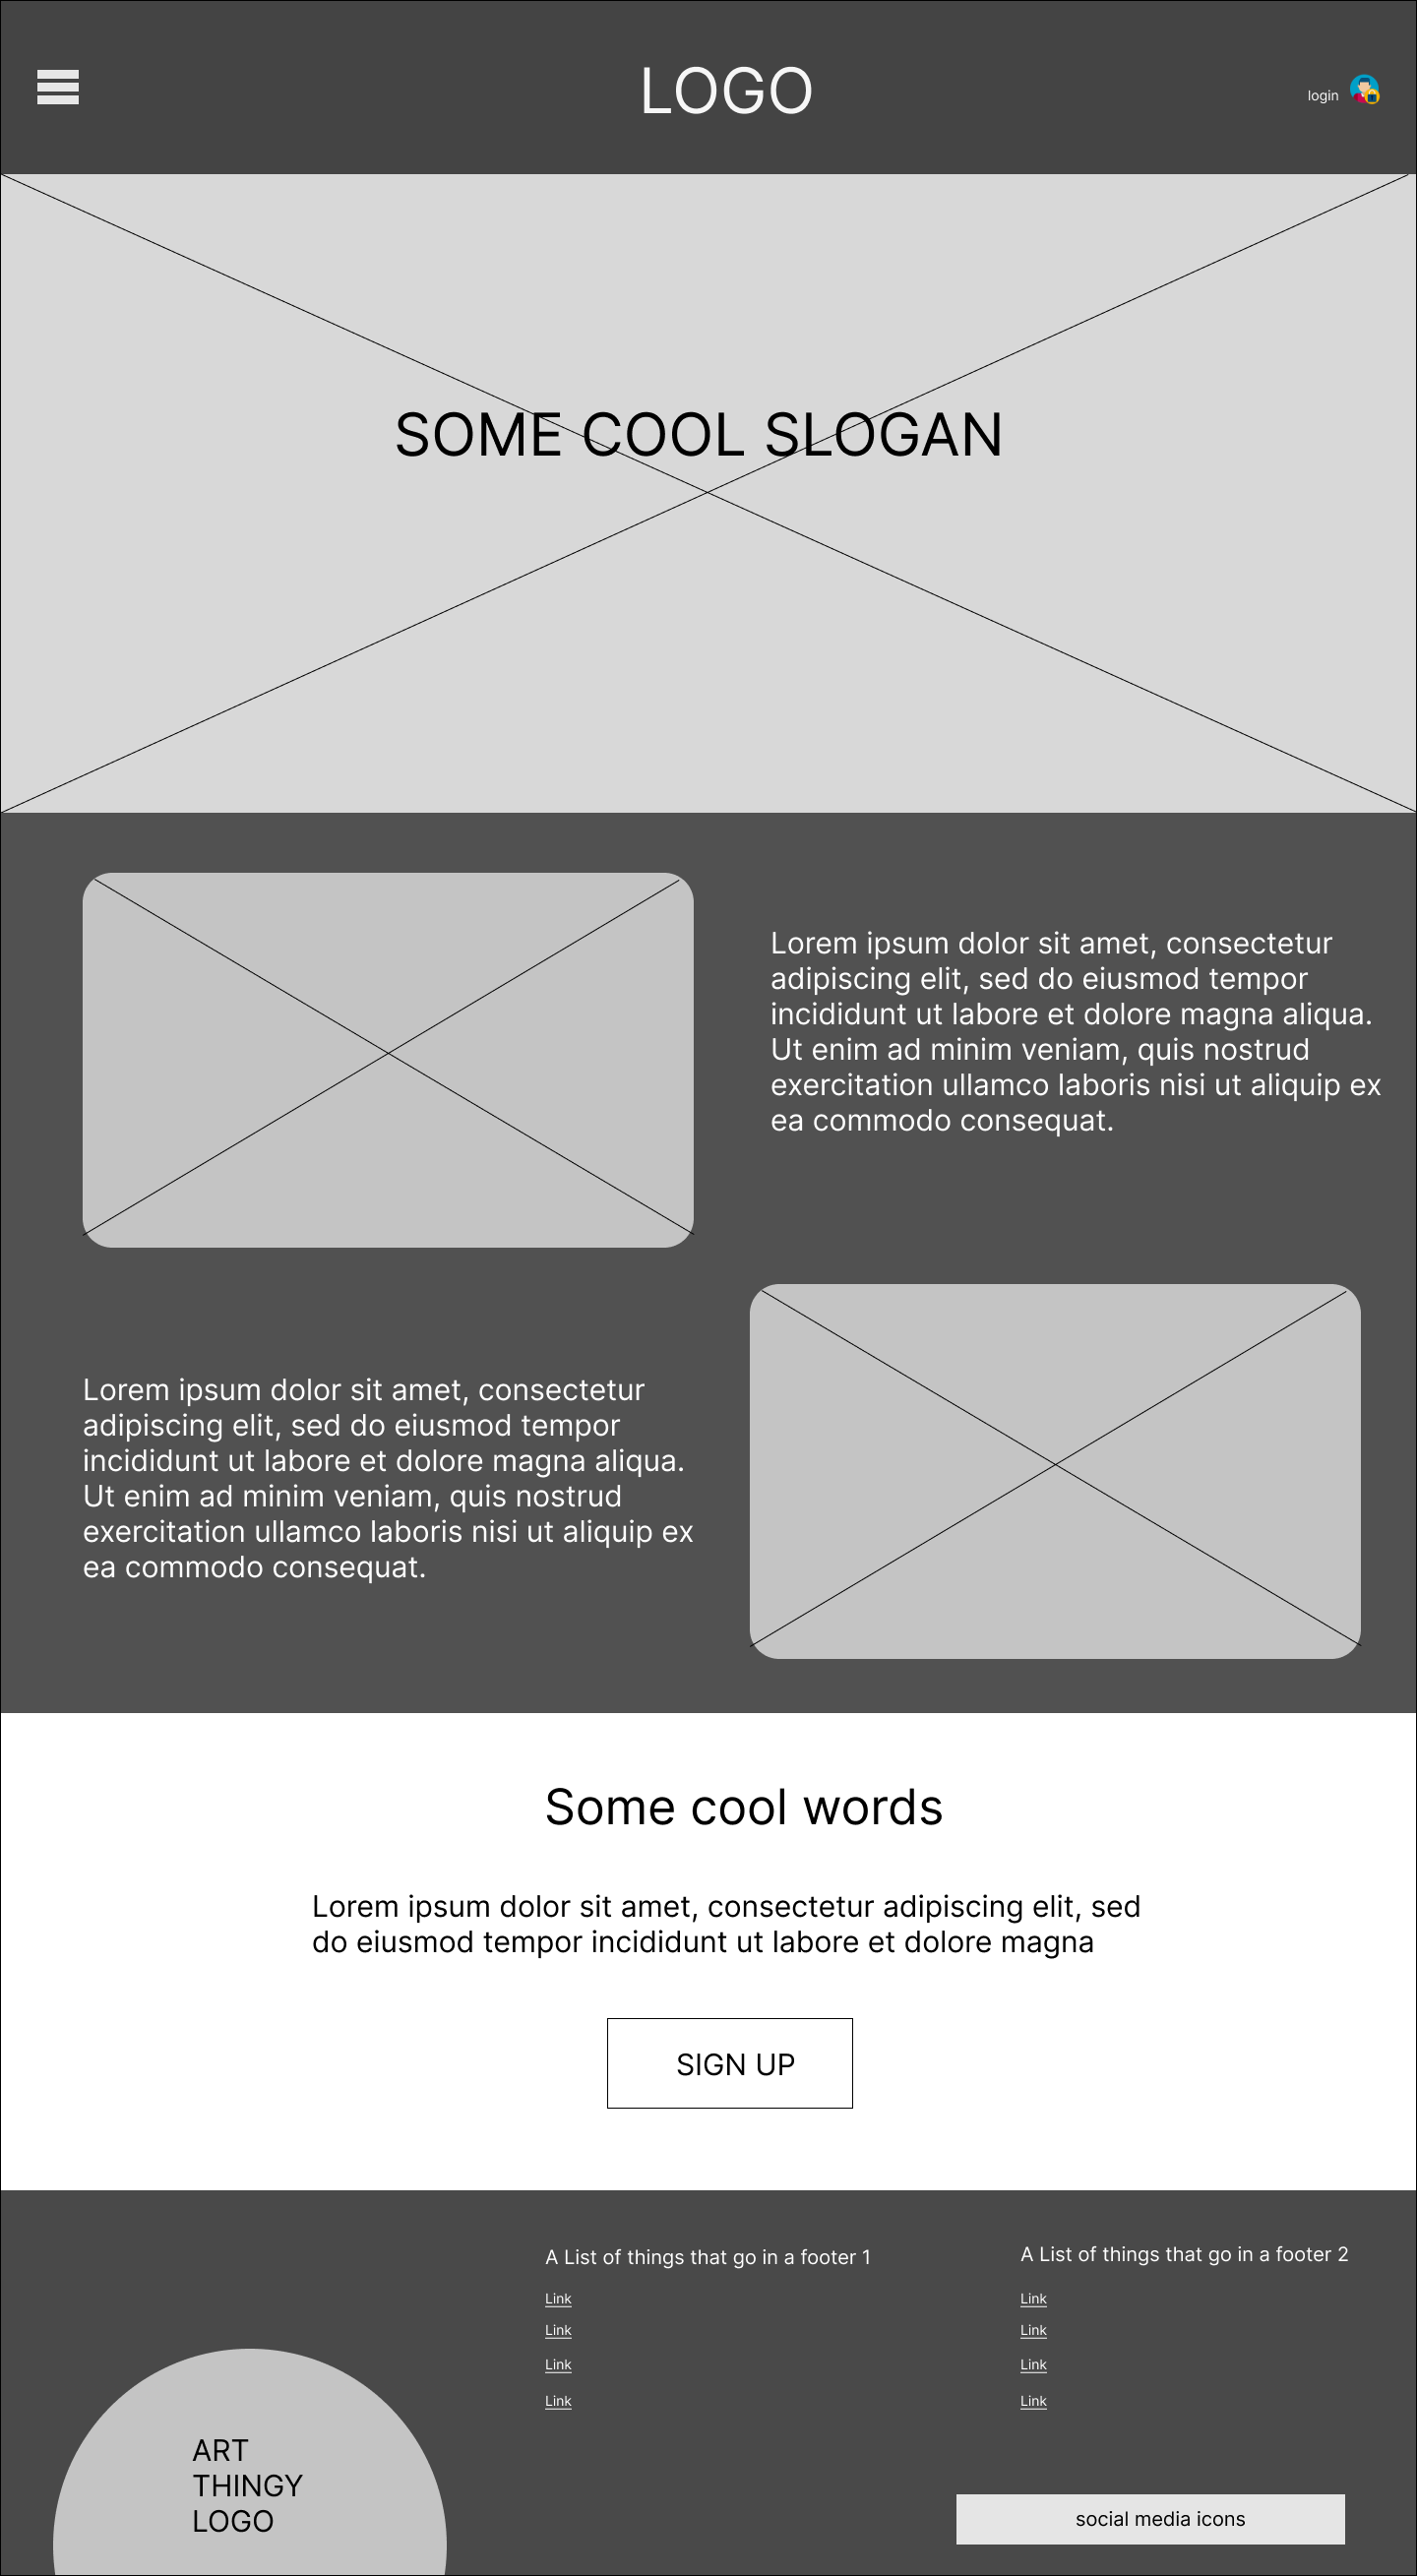 LOGO
login
SOME COOL SLOGAN
Lorem ipsum dolor sit amet, consectetur
adipiscing elit, sed do eiusmod tempor
incididunt ut labore et dolore magna aliqua.
Ut enim ad minim veniam, quis nostrud
exercitation ullamco laboris nisi ut aliquip ex
ea commodo consequat.
Lorem ipsum dolor sit amet, consectetur
adipiscing elit, sed do eiusmod tempor
incididunt ut labore et dolore magna aliqua.
Ut enim ad minim veniam, quis nostrud
exercitation ullamco laboris nisi ut aliquip ex
ea commodo consequat.
Some cool words
Lorem ipsum dolor sit amet, consectetur adipiscing elit, sed
do eiusmod tempor incididunt ut labore et dolore magna
SIGN UP
A List of things that go in a footer 1
Link
Link
Link
Link
A List of things that go in a footer 2
Link
Link
Link
Link
ART
THINGY
LOGO
social media icons